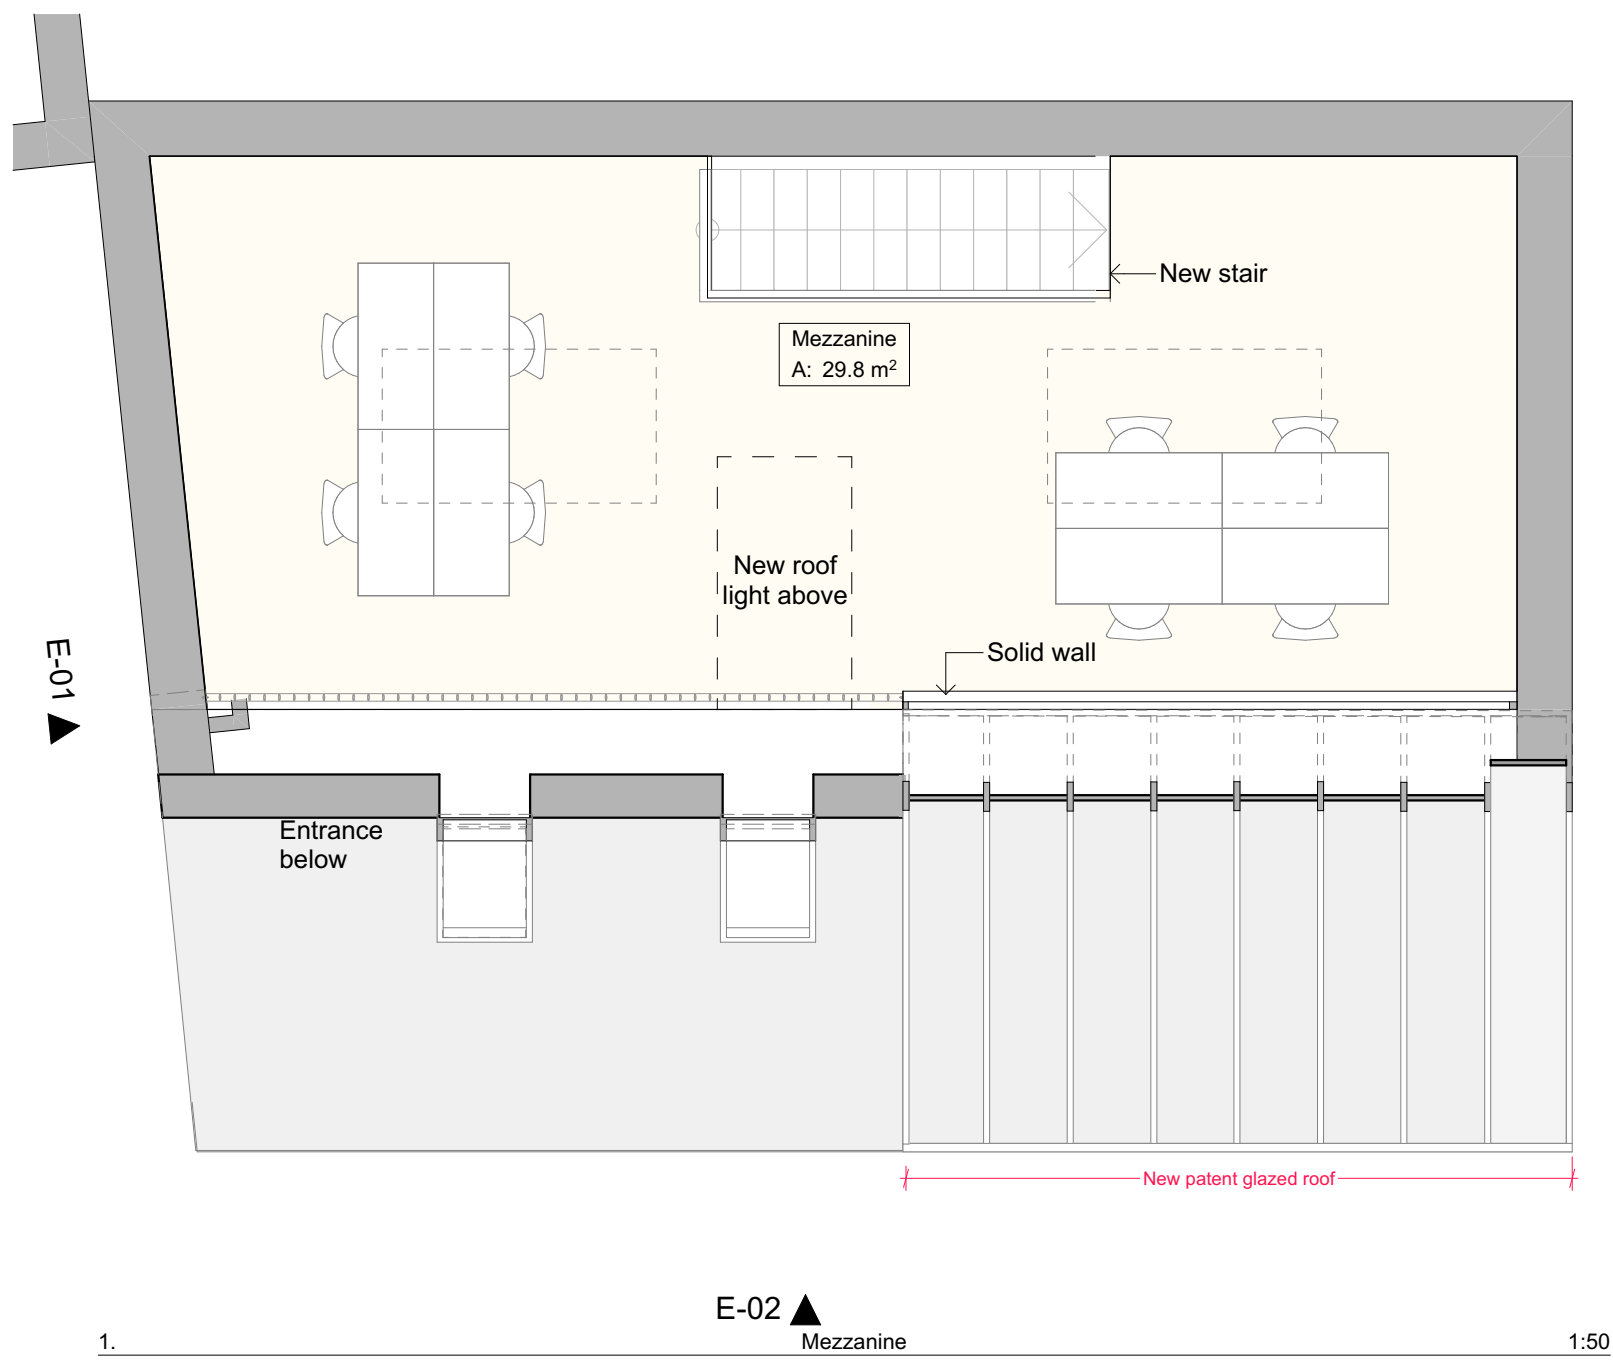 New stair
Mezzanine
A: 29.8 m²
New roof
light above
Solid wall
E-01
Entrance
below
New patent glazed roof
E-02
1. Mezzanine 1:50